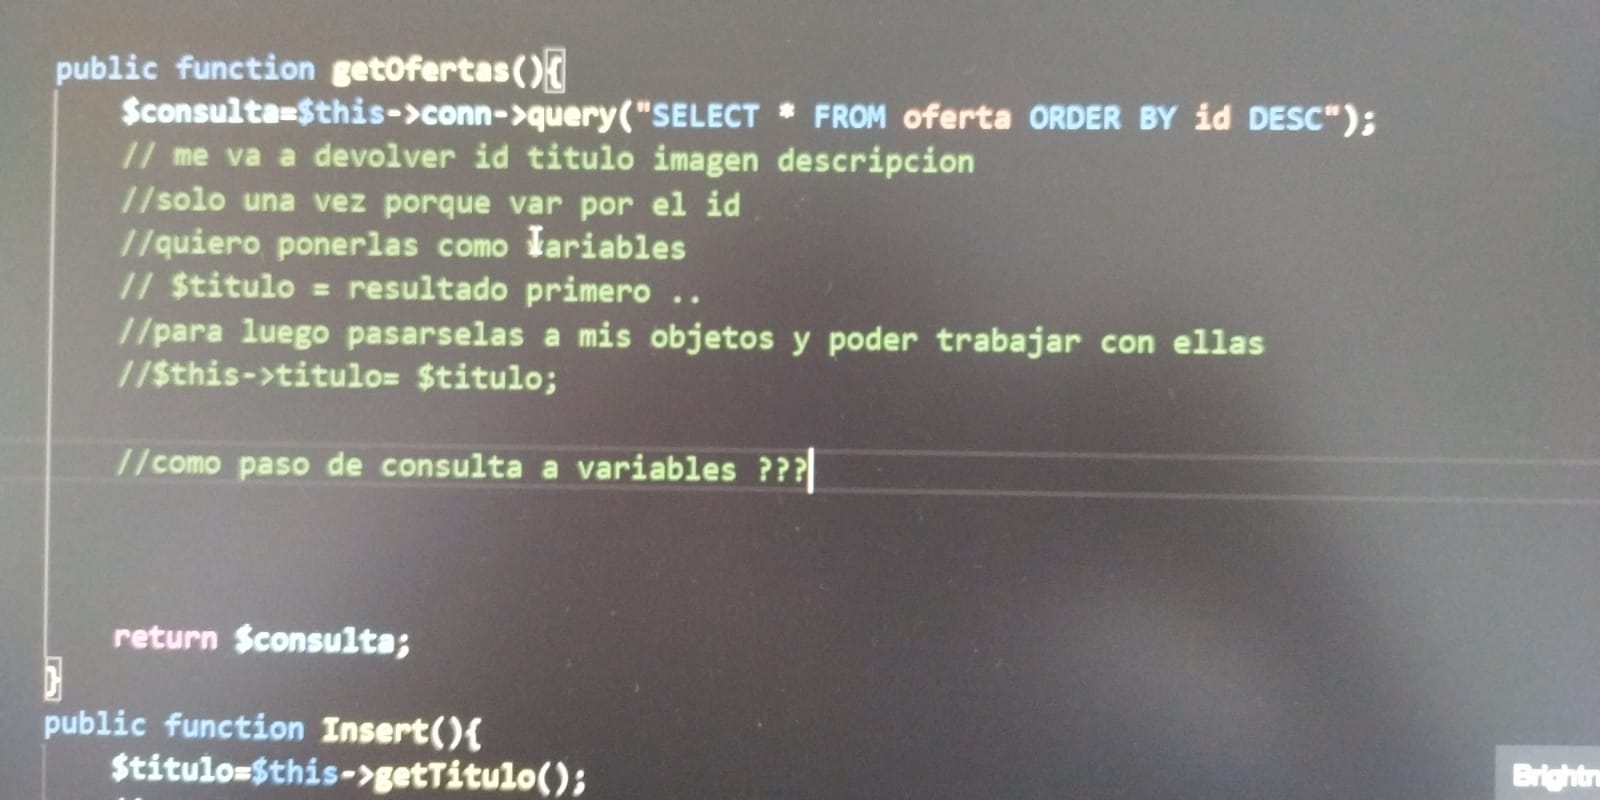 public function getOfertas(){
$consulta=$this->conn->query("SELECT * FROM oferta ORDER BY id DESC");
// me va a devolver id titulo imagen descripcion
//solo una vez porque var por el id
//quiero ponerlas como variables
// $titulo = resultado primero ..
//para luego pasarselas a mis objetos y poder trabajar con ellas
//$this->titulo= $titulo;
//como paso de consulta a variables ???
return $consulta;
}
public function Insert(){
$titulo=$this->getTitulo();